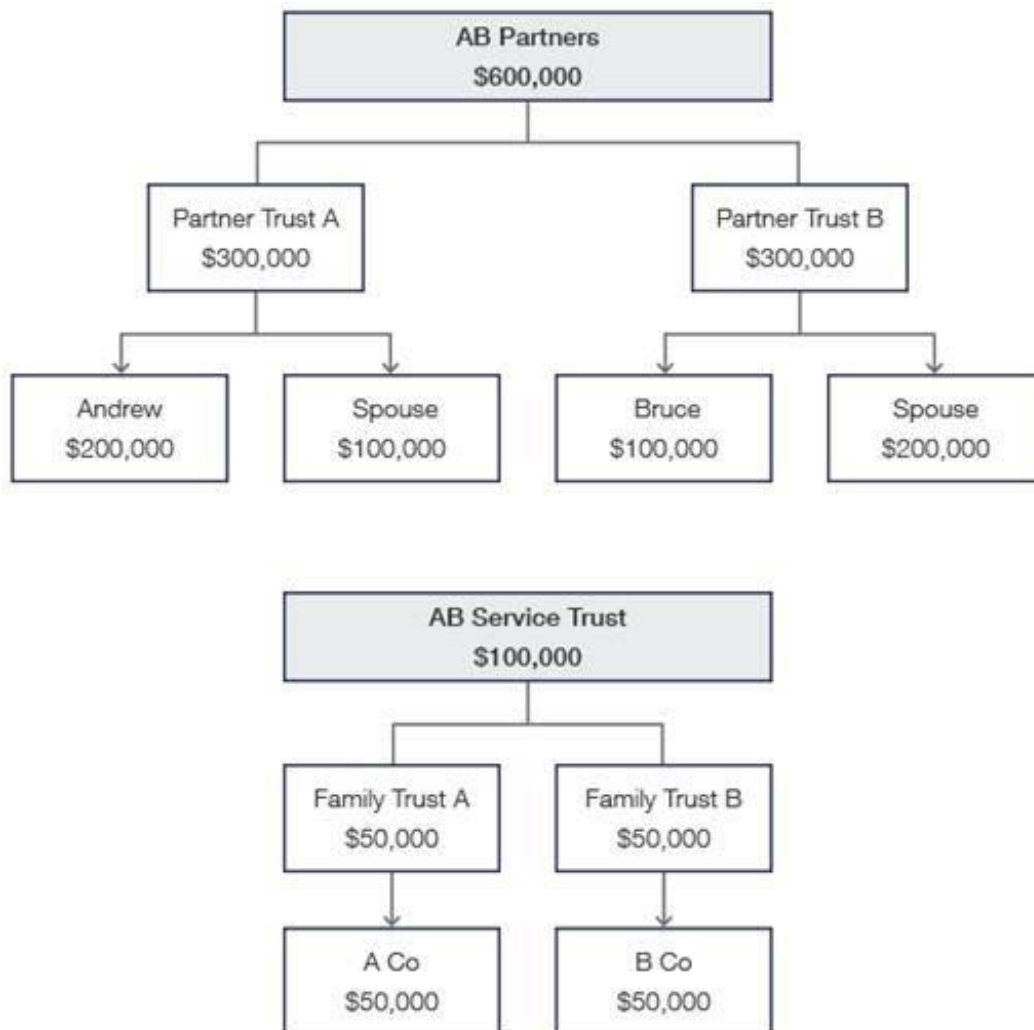 AB Partners
$600,000
Partner Trust A
$300,000
Partner Trust B
$300,000
Andrew
$200,000
Spouse
$100,000
Bruce
$100,000
Spouse
$200,000
AB Service Trust
$100,000
Family Trust A
$50,000
Family Trust B
$50,000
A Co
$50,000
B Co
$50,000